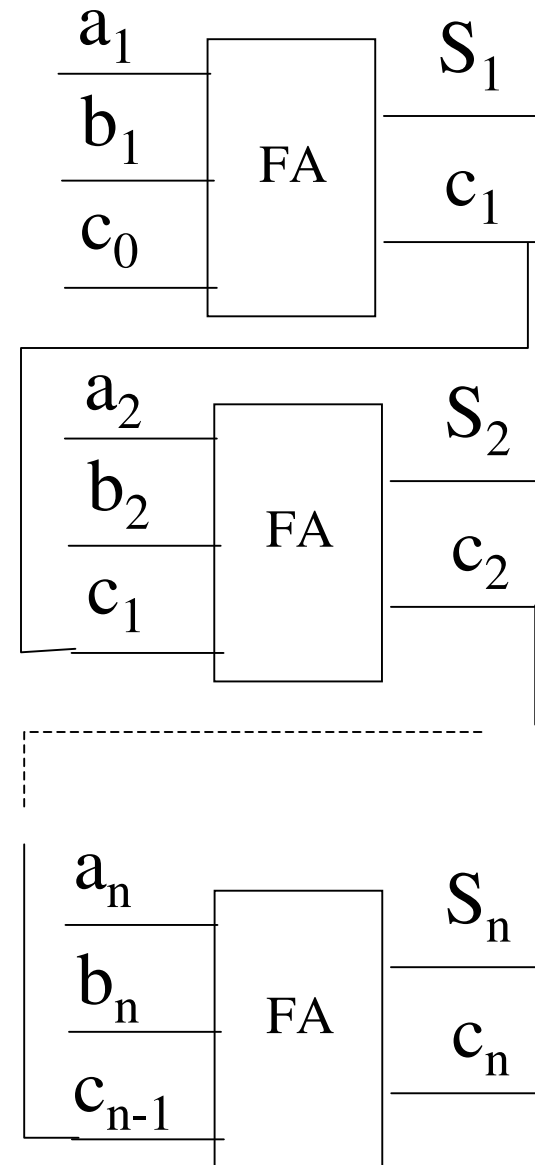 a₁
S₁
b₁
FA
c₁
c₀
a₂
S₂
b₂
FA
c₂
c₁
aₙ
Sₙ
bₙ
FA
cₙ
cₙ₋₁